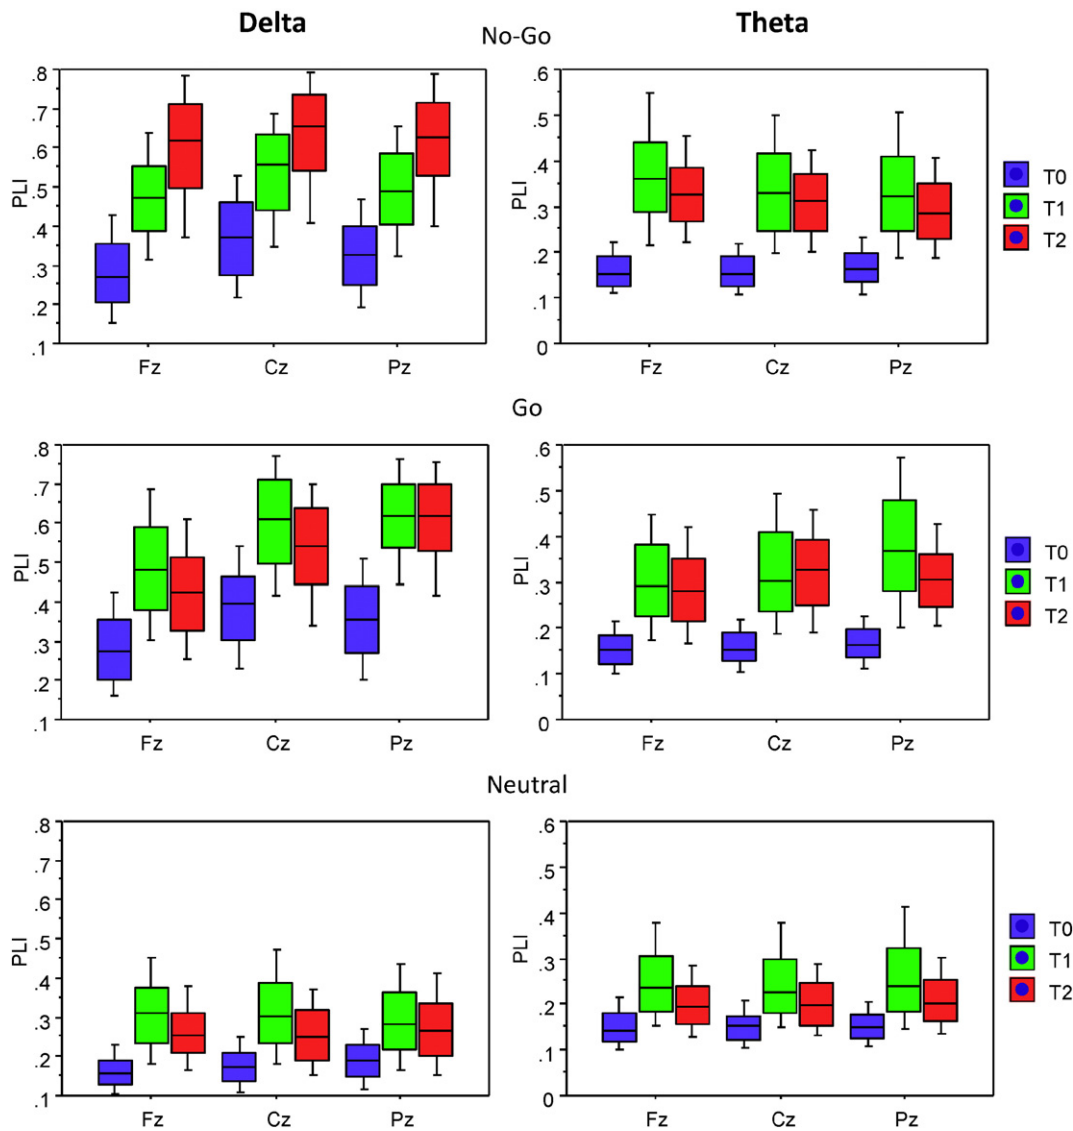 Delta
Theta
No-Go
PLI
.8
.7
.6
.5
.4
.3
.2
.1
Fz Cz Pz
PLI
.6
.5
.4
.3
.2
.1
0
Fz Cz Pz
T0
T1
T2
Go
PLI
.8
.7
.6
.5
.4
.3
.2
.1
Fz Cz Pz
PLI
.6
.5
.4
.3
.2
.1
0
Fz Cz Pz
T0
T1
T2
Neutral
PLI
.8
.7
.6
.5
.4
.3
.2
.1
Fz Cz Pz
PLI
.6
.5
.4
.3
.2
.1
0
Fz Cz Pz
T0
T1
T2